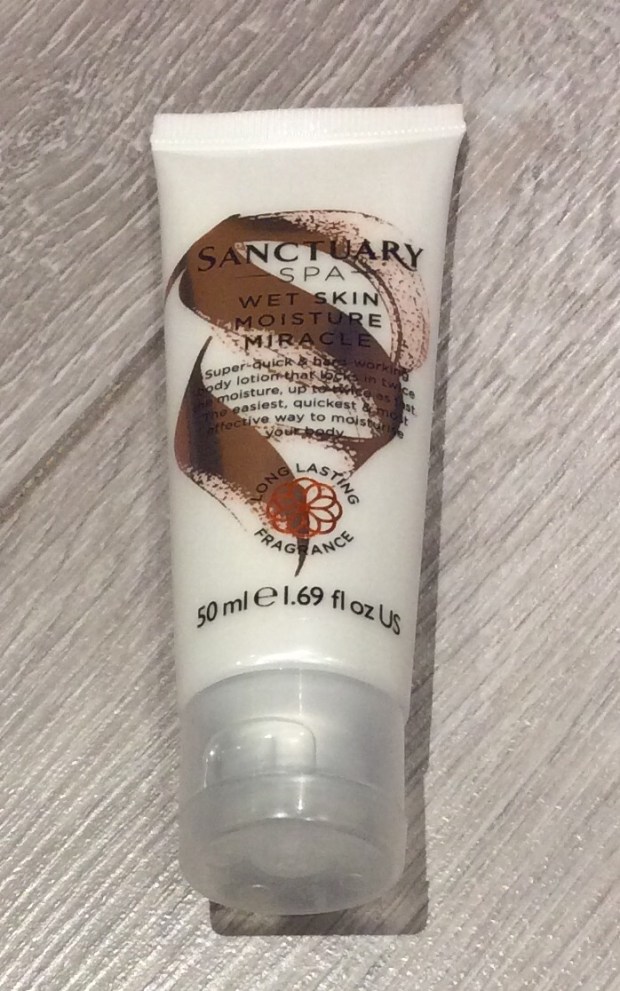 SANCTUARY
SPA
WET SKIN
MOISTURE
MIRACLE
Super-quick & hard-working
body lotion that locks in twice
the moisture, up to twice as fast.
The easiest, quickest & most
effective way to moisturise
your body.
LONG LASTING
FRAGRANCE
50 ml e 1.69 fl oz US